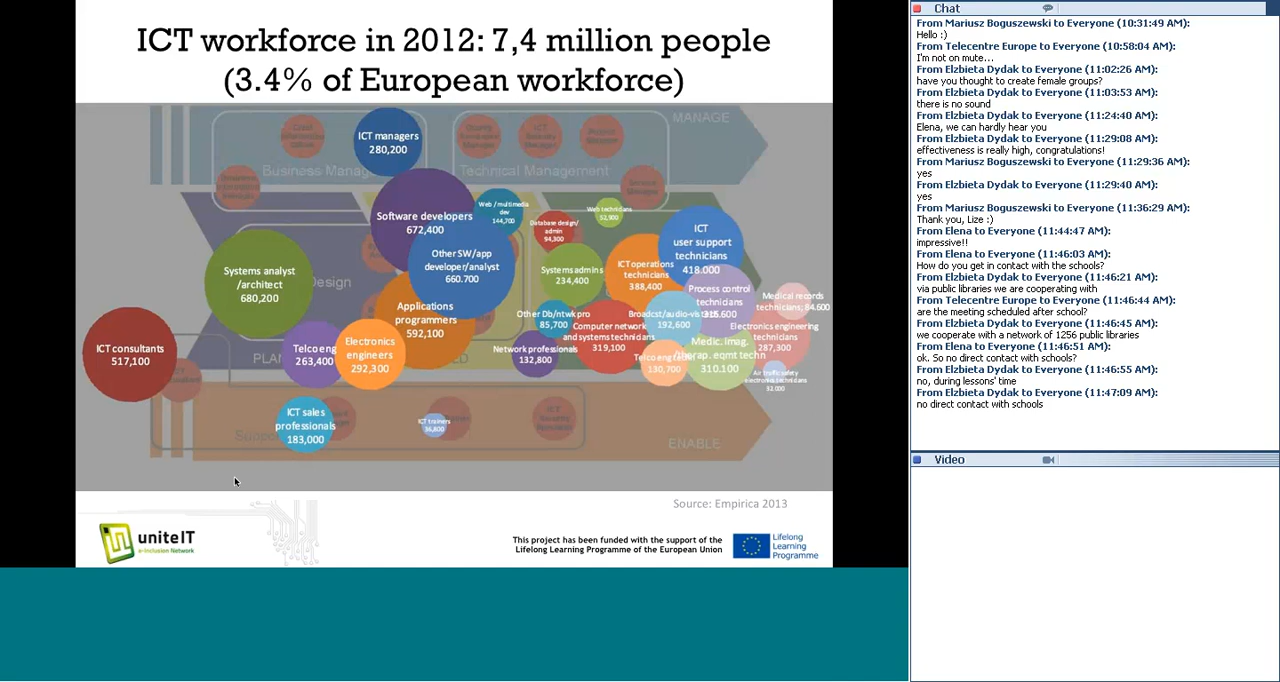 ICT workforce in 2012: 7,4 million people
(3.4% of European workforce)
MANAGE
ICT managers
280,200
Business Manag
Technical Management
Software developers
672,400
Web / multimedia
dev
144,700
Database design/
admin
94,300
Web technicians
53,900
ICT
user support
technicians
418.000
Other SW/app
developer/analyst
660.700
Systems analyst
/architect
680,200
Design
Systems admins
234,400
ICT operations
technicians
388,400
Process control
technicians
Medical records
technicians; 84.600
Applications
programmers
592,100
Other Db/ntwk pro
85,700
Broadcst/audio-vis
192,600
Computer network
and systems technicians
319,100
Electronics engineering
technicians
287,300
ICT consultants
517,100
PLAN
Telco eng
263,400
Electronics
engineers
292,300
Network professionals
132,800
Medic. imag.
/therap. eqmt techn
310.100
130,700
Air traffic safety
electronics technicians
ICT sales
professionals
183,000
ICT trainers
ENABLE
Source: Empirica 2013
uniteIT
e-Inclusion Network
This project has been funded with the support of the
Lifelong Learning Programme of the European Union
Lifelong
Learning
Programme
Chat
From Mariusz Boguszewski to Everyone (10:31:49 AM):
Hello :)
From Telecentre Europe to Everyone (10:58:04 AM):
I'm not on mute...
From Elzbieta Dydak to Everyone (11:02:26 AM):
have you thought to create female groups?
From Elzbieta Dydak to Everyone (11:03:53 AM):
there is no sound
From Elzbieta Dydak to Everyone (11:24:40 AM):
Elena, we can hardly hear you
From Elzbieta Dydak to Everyone (11:29:08 AM):
effectiveness is really high, congratulations!
From Mariusz Boguszewski to Everyone (11:29:36 AM):
yes
From Elzbieta Dydak to Everyone (11:29:40 AM):
yes
From Mariusz Boguszewski to Everyone (11:36:29 AM):
Thank you, Lize :)
From Elena to Everyone (11:44:47 AM):
impressive!!
From Elena to Everyone (11:46:03 AM):
How do you get in contact with the schools?
From Elzbieta Dydak to Everyone (11:46:21 AM):
via public libraries we are cooperating with
From Telecentre Europe to Everyone (11:46:44 AM):
are the meeting scheduled after school?
From Elzbieta Dydak to Everyone (11:46:45 AM):
we cooperate with a network of 1256 public libraries
From Elena to Everyone (11:46:51 AM):
ok. So no direct contact with schools?
From Elzbieta Dydak to Everyone (11:46:55 AM):
no, during lessons' time
From Elzbieta Dydak to Everyone (11:47:09 AM):
no direct contact with schools
Video